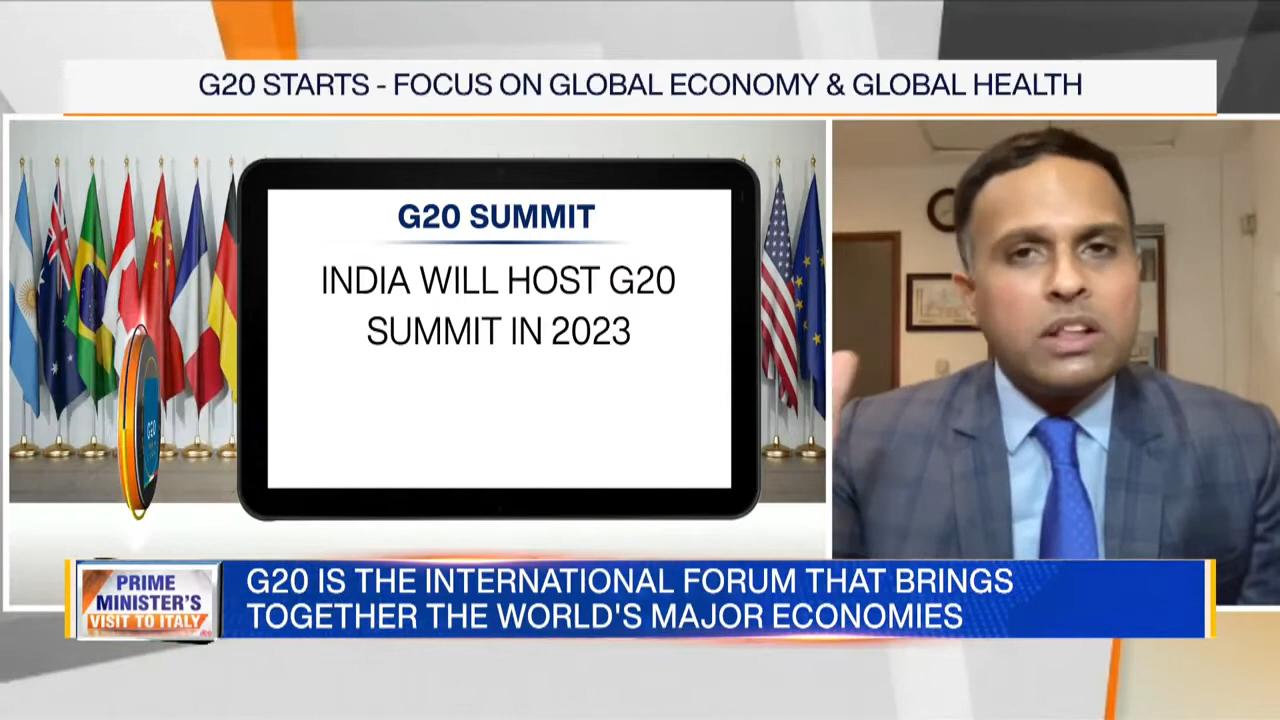 G20 STARTS - FOCUS ON GLOBAL ECONOMY & GLOBAL HEALTH
G20 SUMMIT
INDIA WILL HOST G20
SUMMIT IN 2023
G20
PRIME
MINISTER'S
VISIT TO ITALY
G20 IS THE INTERNATIONAL FORUM THAT BRINGS
TOGETHER THE WORLD'S MAJOR ECONOMIES